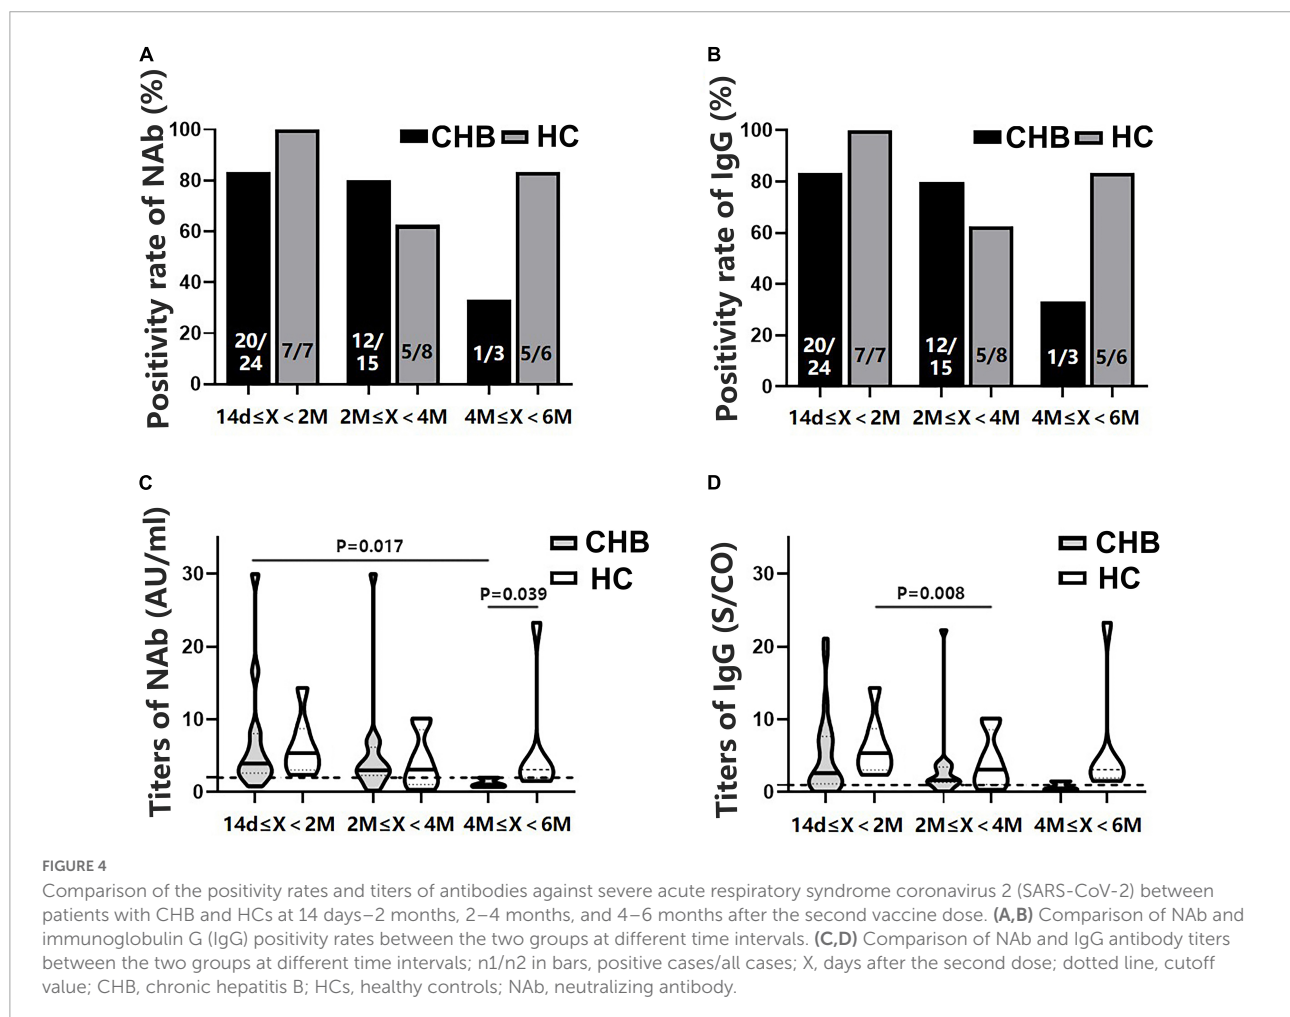 A
Positivity rate of NAb (%)
100
80
60
40
20
0
CHB HC
20/
24
7/7
12/
15
5/8
1/3
5/6
14d≤X<2M 2M≤X<4M 4M≤X<6M
B
Positivity rate of IgG (%)
100
80
60
40
20
0
CHB HC
20/
24
7/7
12/
15
5/8
1/3
5/6
14d≤X<2M 2M≤X<4M 4M≤X<6M
C
Titers of NAb (AU/ml)
30
20
10
0
P=0.017
P=0.039
CHB
HC
14d≤X<2M 2M≤X<4M 4M≤X<6M
D
Titers of IgG (S/CO)
30
20
10
0
P=0.008
CHB
HC
14d≤X<2M 2M≤X<4M 4M≤X<6M
FIGURE 4
Comparison of the positivity rates and titers of antibodies against severe acute respiratory syndrome coronavirus 2 (SARS-CoV-2) between
patients with CHB and HCs at 14 days–2 months, 2–4 months, and 4–6 months after the second vaccine dose. (A,B) Comparison of NAb and
immunoglobulin G (IgG) positivity rates between the two groups at different time intervals. (C,D) Comparison of NAb and IgG antibody titers
between the two groups at different time intervals; n1/n2 in bars, positive cases/all cases; X, days after the second dose; dotted line, cutoff
value; CHB, chronic hepatitis B; HCs, healthy controls; NAb, neutralizing antibody.